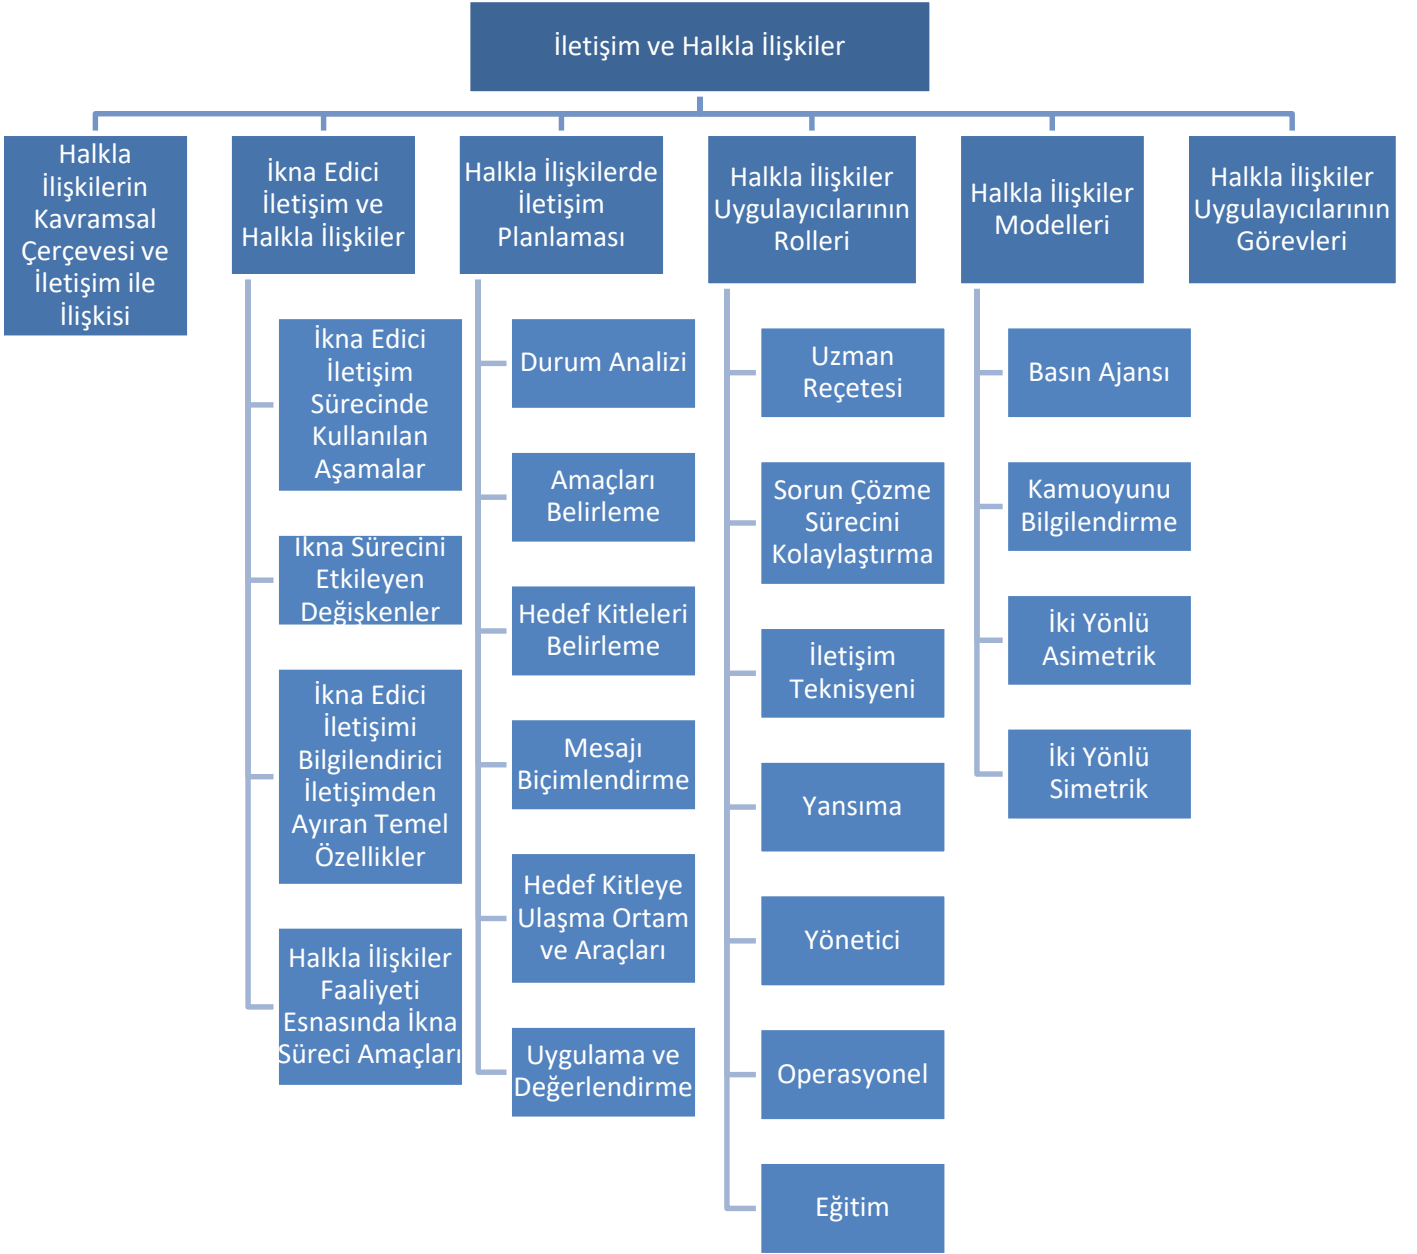 İletişim ve Halkla İlişkiler
Halkla
İlişkilerin
Kavramsal
Çerçevesi ve
İletişim ile
İlişkisi
İkna Edici
İletişim ve
Halkla İlişkiler
İkna Edici
İletişim
Sürecinde
Kullanılan
Aşamalar
İkna Sürecini
Etkileyen
Değişkenler
İkna Edici
İletişimi
Bilgilendirici
İletişimden
Ayıran Temel
Özellikler
Halkla İlişkiler
Faaliyeti
Esnasında İkna
Süreci Amaçları
Halkla İlişkilerde
İletişim
Planlaması
Durum Analizi
Amaçları
Belirleme
Hedef Kitleleri
Belirleme
Mesajı
Biçimlendirme
Hedef Kitleye
Ulaşma Ortam
ve Araçları
Uygulama ve
Değerlendirme
Halkla İlişkiler
Uygulayıcılarının
Rolleri
Uzman
Reçetesi
Sorun Çözme
Sürecini
Kolaylaştırma
İletişim
Teknisyeni
Yansıma
Yönetici
Operasyonel
Eğitim
Halkla İlişkiler
Modelleri
Basın Ajansı
Kamuoyunu
Bilgilendirme
İki Yönlü
Asimetrik
İki Yönlü
Simetrik
Halkla İlişkiler
Uygulayıcılarının
Görevleri